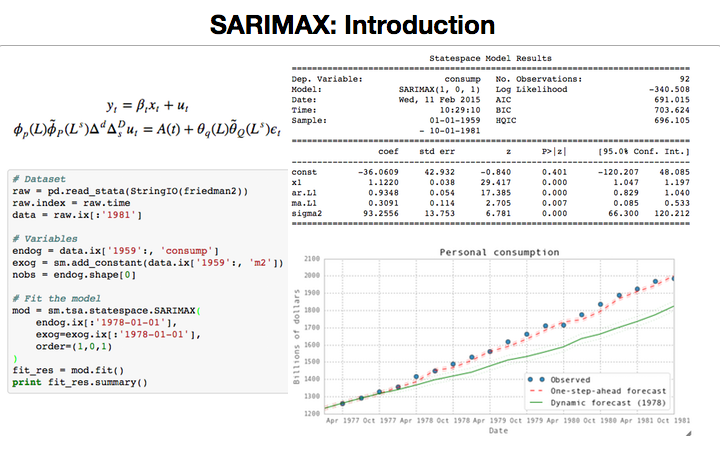 SARIMAX: Introduction
y_t = β_t x_t + u_t
ϕ_p(L)ϕ̃_P(L^s)Δ^dΔ_s^D u_t = A(t) + θ_q(L)θ̃_Q(L^s)ϵ_t
# Dataset
raw = pd.read_stata(StringIO(friedman2))
raw.index = raw.time
data = raw.ix[:'1981']
# Variables
endog = data.ix['1959':, 'consump']
exog = sm.add_constant(data.ix['1959':, 'm2'])
nobs = endog.shape[0]
# Fit the model
mod = sm.tsa.statespace.SARIMAX(
endog.ix[:'1978-01-01'],
exog=exog.ix[:'1978-01-01'],
order=(1,0,1)
)
fit_res = mod.fit()
print fit_res.summary()
Statespace Model Results
Dep. Variable: consump No. Observations: 92
Model: SARIMAX(1, 0, 1) Log Likelihood -340.508
Date: Wed, 11 Feb 2015 AIC 691.015
Time: 10:29:10 BIC 703.624
Sample: 01-01-1959 HQIC 696.105
- 10-01-1981
coef std err z P>|z| [95.0% Conf. Int.]
const -36.0609 42.932 -0.840 0.401 -120.207 48.085
x1 1.1220 0.038 29.417 0.000 1.047 1.197
ar.L1 0.9348 0.054 17.385 0.000 0.829 1.040
ma.L1 0.3091 0.114 2.705 0.007 0.085 0.533
sigma2 93.2556 13.753 6.781 0.000 66.300 120.212
Personal consumption
Billions of dollars
2100
2000
1900
1800
1700
1600
1500
1400
1300
1200
Observed
One-step-ahead forecast
Dynamic forecast (1978)
Apr 1977 Oct 1977 Apr 1978 Oct 1978 Apr 1979 Oct 1979 Apr 1980 Oct 1980 Apr 1981 Oct 1981
Date